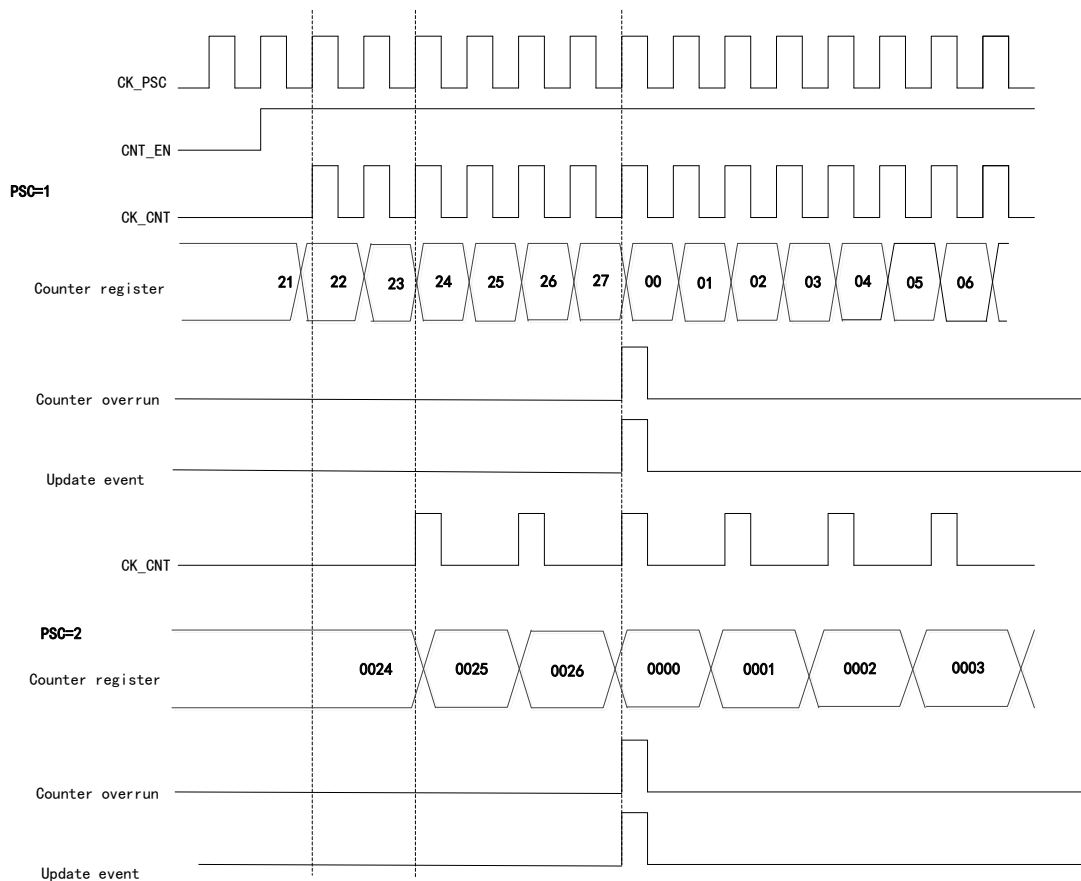 CK_PSC
CNT_EN
PSC=1
CK_CNT
Counter register 21 22 23 24 25 26 27 00 01 02 03 04 05 06
Counter overrun
Update event
CK_CNT
PSC=2
Counter register 0024 0025 0026 0000 0001 0002 0003
Counter overrun
Update event